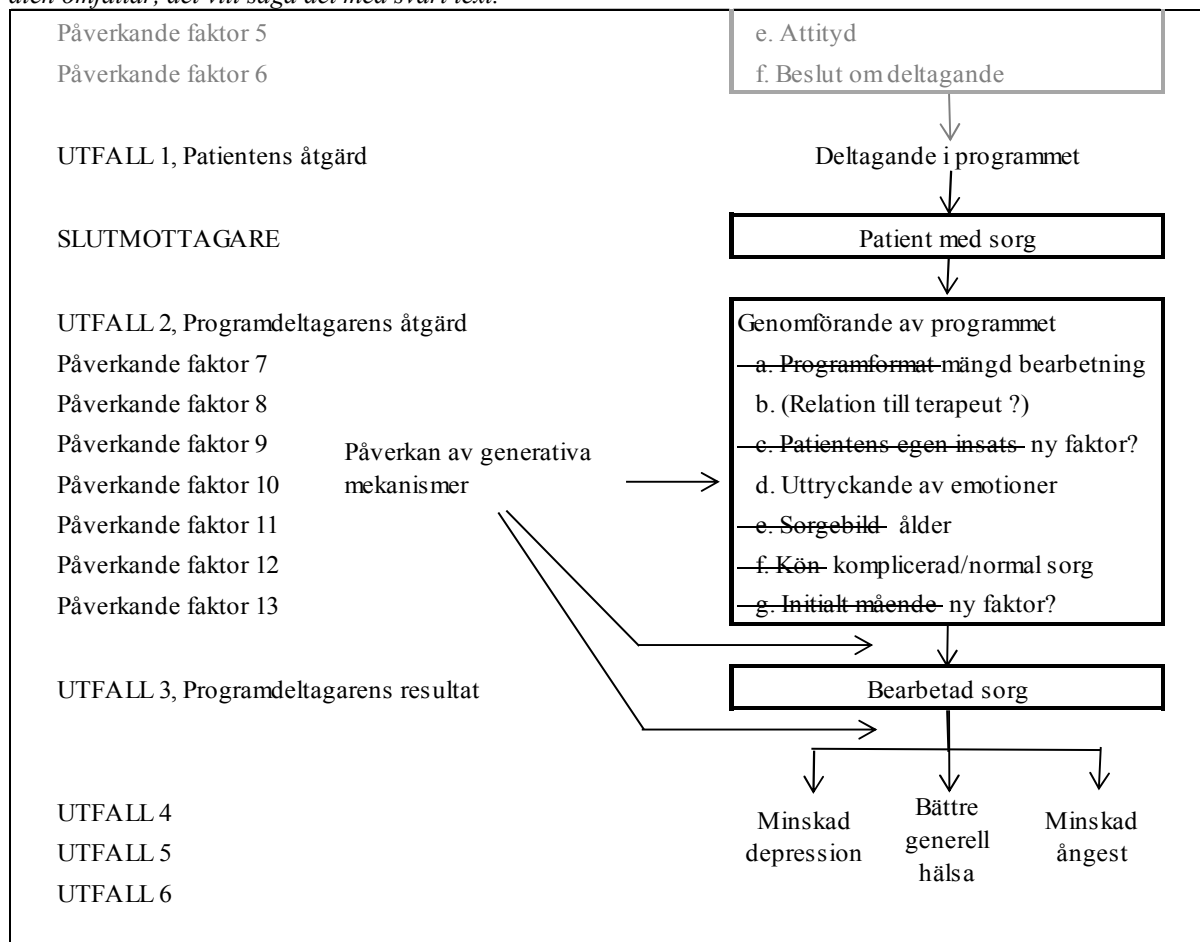 Påverkande faktor 5 e. Attityd
Påverkande faktor 6 f. Beslut om deltagande
UTFALL 1, Patientens åtgärd Deltagande i programmet
SLUTMOTTAGARE Patient med sorg
UTFALL 2, Programdeltagarens åtgärd Genomförande av programmet
Påverkande faktor 7 a. Programformat mängd bearbetning
Påverkande faktor 8 b. (Relation till terapeut ?)
Påverkande faktor 9 Påverkan av generativa c. Patientens egen insats ny faktor?
Påverkande faktor 10 mekanismer d. Uttryckande av emotioner
Påverkande faktor 11 e. Sorgebild ålder
Påverkande faktor 12 f. Kön komplicerad/normal sorg
Påverkande faktor 13 g. Initialt mående ny faktor?
UTFALL 3, Programdeltagarens resultat Bearbetad sorg
UTFALL 4
UTFALL 5
UTFALL 6
Minskad
depression
Bättre
generell
hälsa
Minskad
ångest